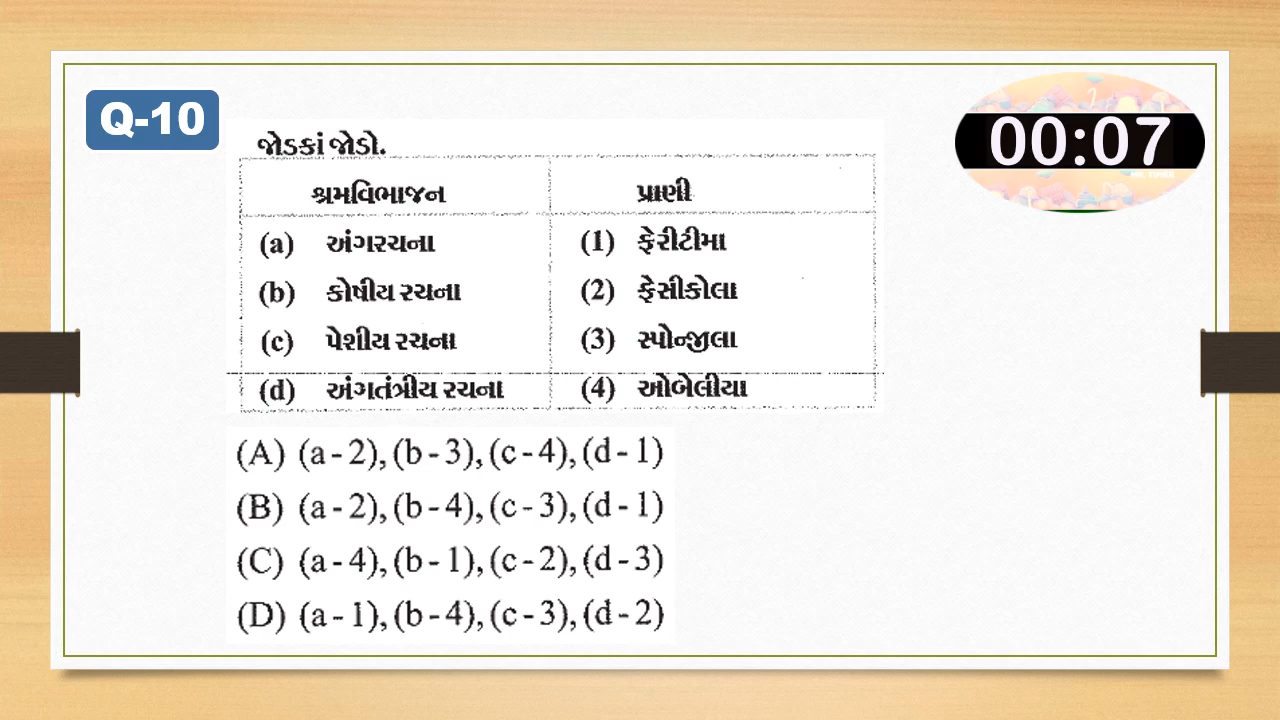 Q-10
00:07
જોડકાં જોડો.
શ્રમવિભાજન પ્રાણી
(a) અંગરચના (1) ફેરીટીમા
(b) કોષીય રચના (2) ફેસીકોલા
(c) પેશીય રચના (3) સ્પોન્જીલા
(d) અંગતંત્રીય રચના (4) ઓબેલીયા
(A) (a - 2), (b - 3), (c - 4), (d - 1)
(B) (a - 2), (b - 4), (c - 3), (d - 1)
(C) (a - 4), (b - 1), (c - 2), (d - 3)
(D) (a - 1), (b - 4), (c - 3), (d - 2)